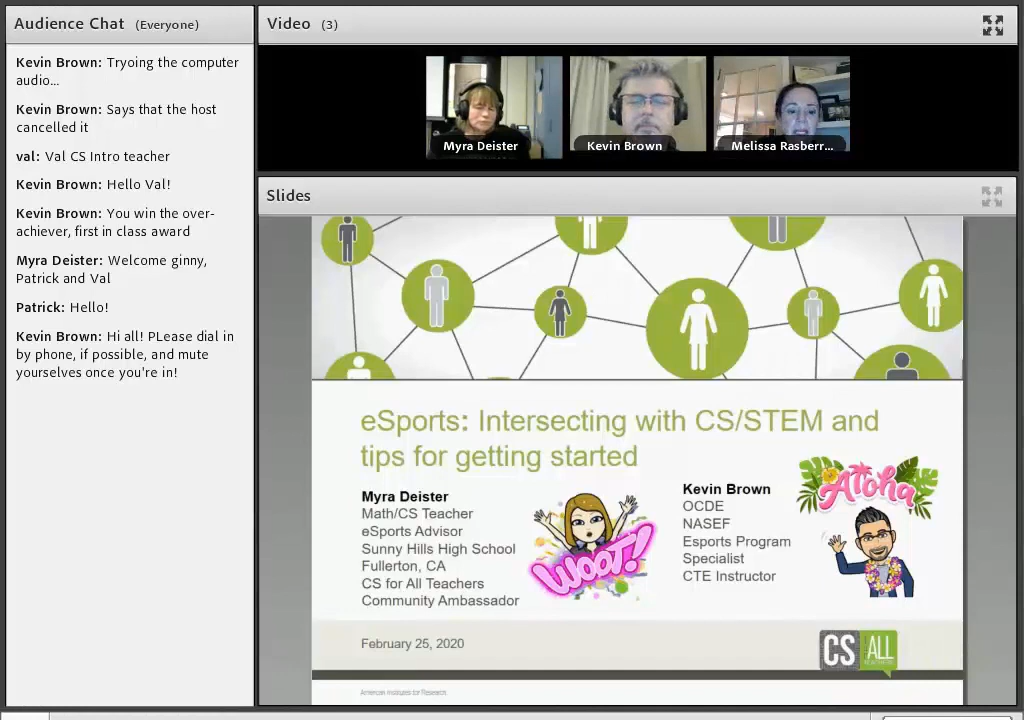 Audience Chat (Everyone)
Kevin Brown: Tryoing the computer
audio...
Kevin Brown: Says that the host
cancelled it
val: Val CS Intro teacher
Kevin Brown: Hello Val!
Kevin Brown: You win the over-
achiever, first in class award
Myra Deister: Welcome ginny,
Patrick and Val
Patrick: Hello!
Kevin Brown: Hi all! PLease dial in
by phone, if possible, and mute
yourselves once you're in!
Video (3)
Myra Deister
Kevin Brown
Melissa Rasberr...
Slides
eSports: Intersecting with CS/STEM and
tips for getting started
Myra Deister
Math/CS Teacher
eSports Advisor
Sunny Hills High School
Fullerton, CA
CS for All Teachers
Community Ambassador
WOOT!
Kevin Brown
OCDE
NASEF
Esports Program
Specialist
CTE Instructor
Aloha
February 25, 2020
CS ALL
American Institutes for Research